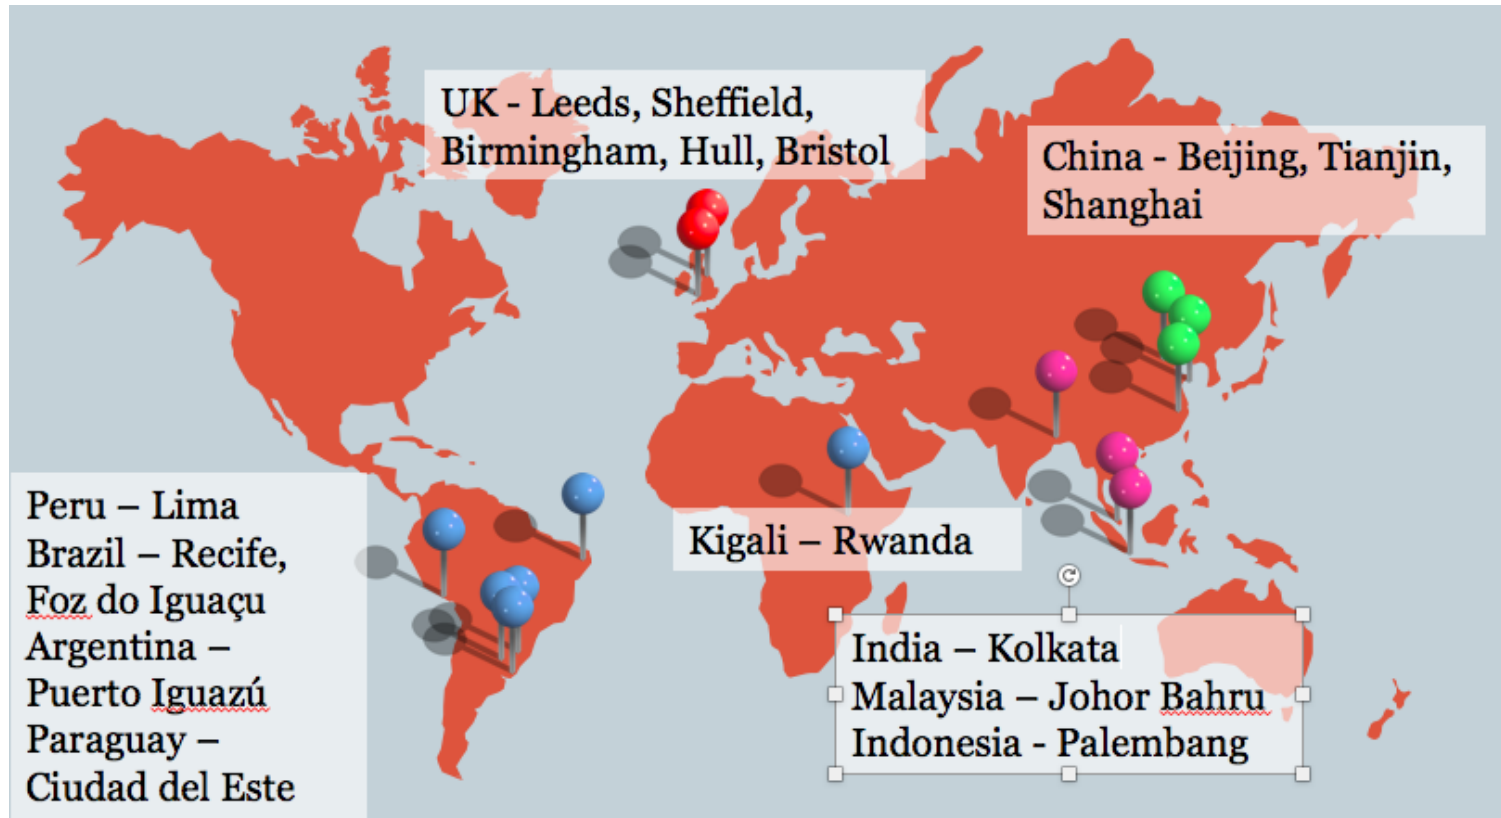 UK - Leeds, Sheffield,
Birmingham, Hull, Bristol
China - Beijing, Tianjin,
Shanghai
Peru – Lima
Brazil – Recife,
Foz do Iguaçu
Argentina –
Puerto Iguazú
Paraguay –
Ciudad del Este
Kigali – Rwanda
India – Kolkata
Malaysia – Johor Bahru
Indonesia - Palembang